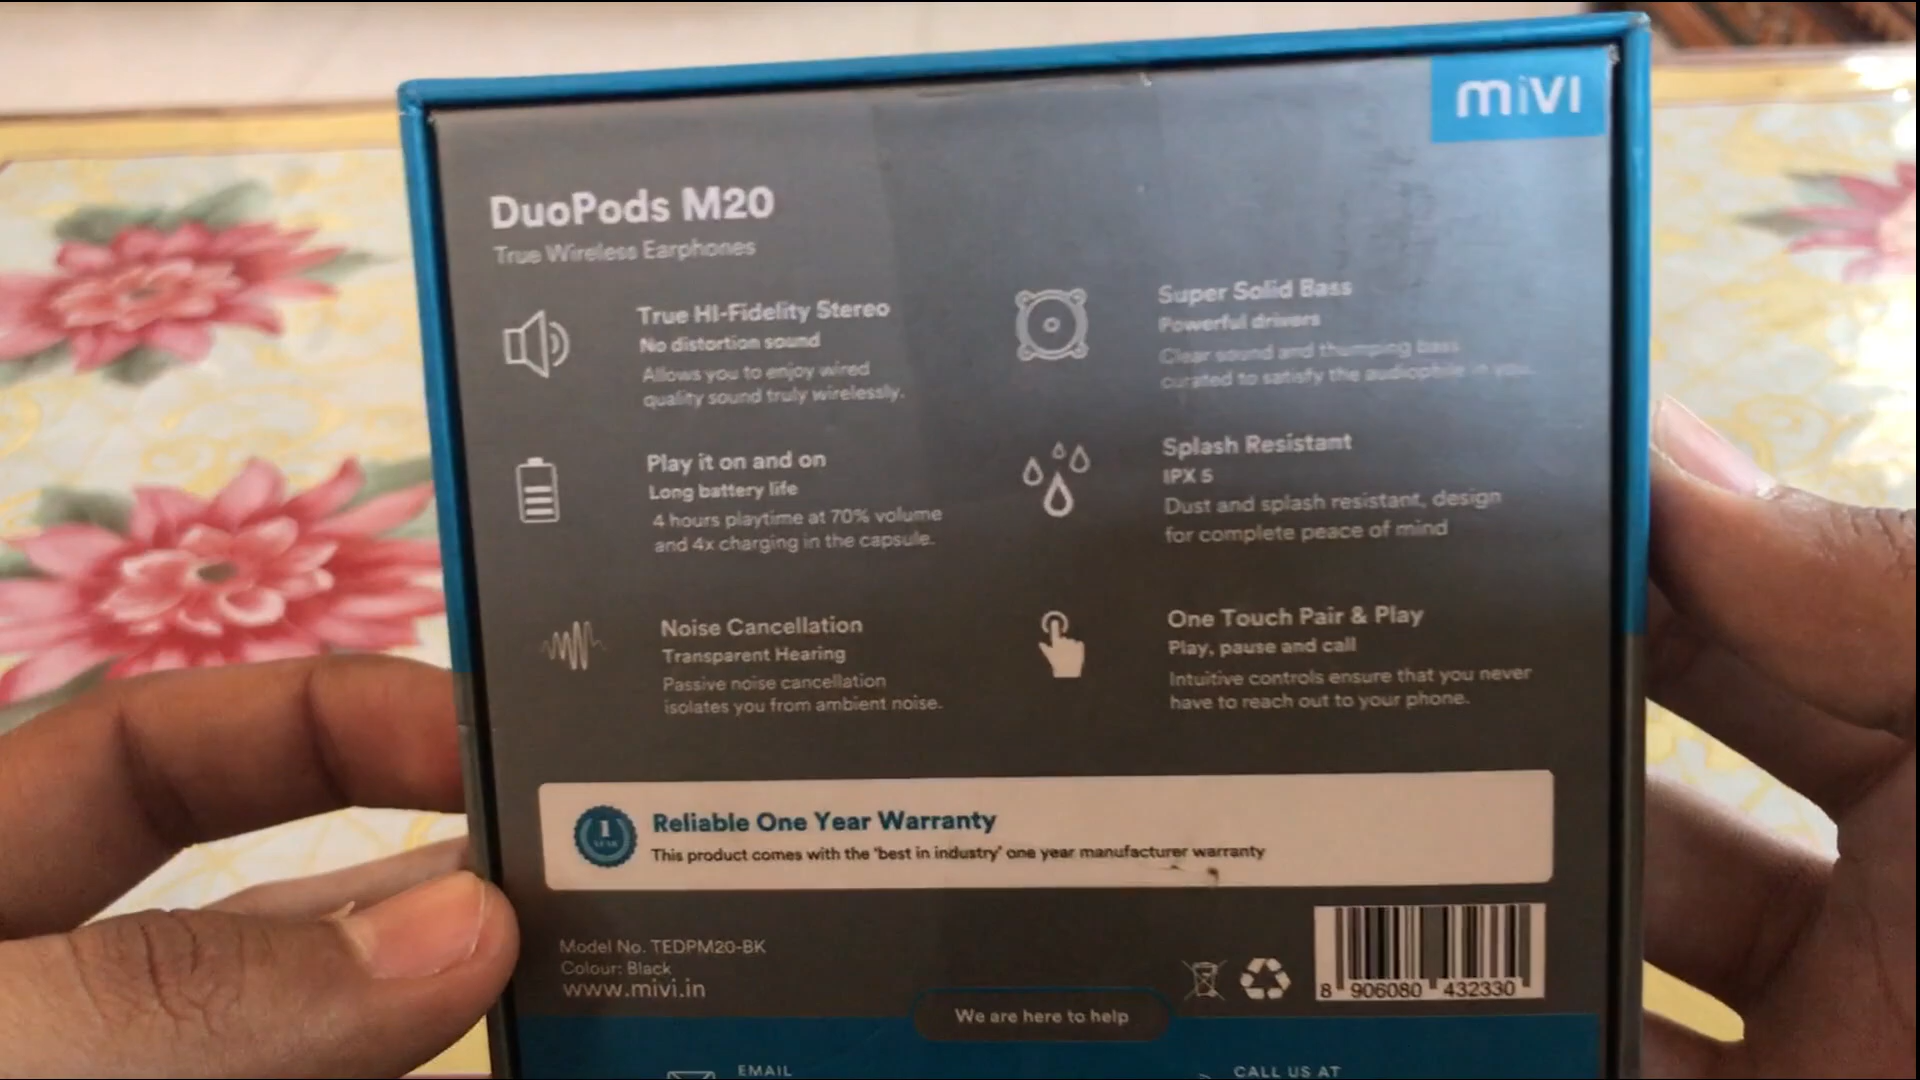 mivi
DuoPods M20
True Wireless Earphones
True HI-Fidelity Stereo
No distortion sound
Allows you to enjoy wired
quality sound truly wirelessly.
Super Solid Bass
Powerful drivers
Clear sound and thumping bass
curated to satisfy the audiophile in you.
Play it on and on
Long battery life
4 hours playtime at 70% volume
and 4x charging in the capsule.
Splash Resistant
IPX 5
Dust and splash resistant, design
for complete peace of mind
Noise Cancellation
Transparent Hearing
Passive noise cancellation
isolates you from ambient noise.
One Touch Pair & Play
Play, pause and call
Intuitive controls ensure that you never
have to reach out to your phone.
1
YEAR
Reliable One Year Warranty
This product comes with the 'best in industry' one year manufacturer warranty
Model No. TEDPM20-BK
Colour: Black
www.mivi.in
8 906080 432330
We are here to help
EMAIL
CALL US AT